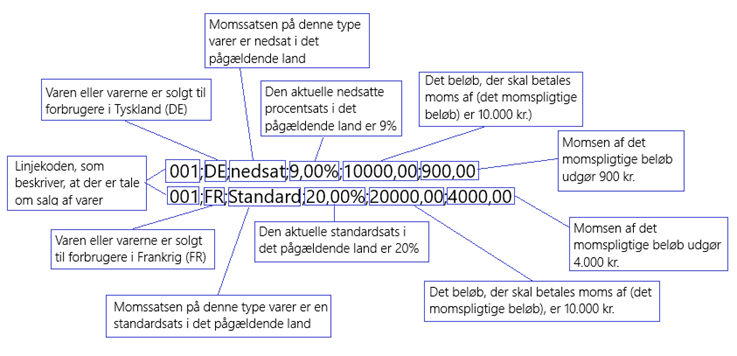 Momssatsen på denne type
varer er nedsat i det
pågældende land
Varen eller varerne er solgt til
forbrugere i Tyskland (DE)
Den aktuelle nedsatte
procentsats i det
pågældende land er 9%
Det beløb, der skal betales
moms af (det momspligtige
beløb) er 10.000 kr.)
Linjekoden, som
beskriver, at der er tale
om salg af varer
001;DE;nedsat;9,00%;10000,00;900,00
001;FR;Standard;20,00%;20000,00;4000,00
Momsen af det
momspligtige beløb
udgør 900 kr.
Varen eller varerne er solgt
til forbrugere i Frankrig (FR)
Den aktuelle standardsats i
det pågældende land er 20%
Momsen af det
momspligtige beløb udgør
4.000 kr.
Momssatsen på denne type varer er en
standardsats i det pågældende land
Det beløb, der skal betales moms af (det
momspligtige beløb), er 10.000 kr.